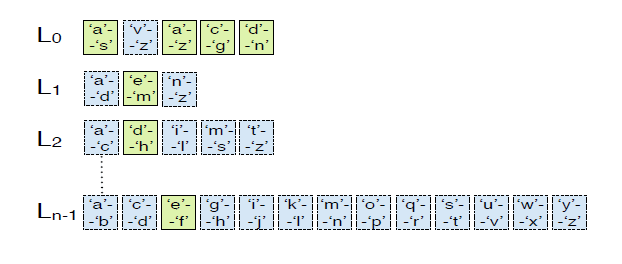 L0 ‘a’- ‘v’- ‘a’- ‘c’- ‘d’-
-‘s’ -‘z’ -‘z’ -‘g’ -‘n’
L1 ‘a’- ‘e’- ‘n’-
-‘d’ -‘m’ -‘z’
L2 ‘a’- ‘d’- ‘i’- ‘m’- ‘t’-
-‘c’ -‘h’ -‘l’ -‘s’ -‘z’
Ln-1 ‘a’- ‘c’- ‘e’- ‘g’- ‘i’- ‘k’- ‘m’- ‘o’- ‘q’- ‘s’- ‘u’- ‘w’- ‘y’-
-‘b’ -‘d’ -‘f’ -‘h’ -‘j’ -‘l’ -‘n’ -‘p’ -‘r’ -‘t’ -‘v’ -‘x’ -‘z’